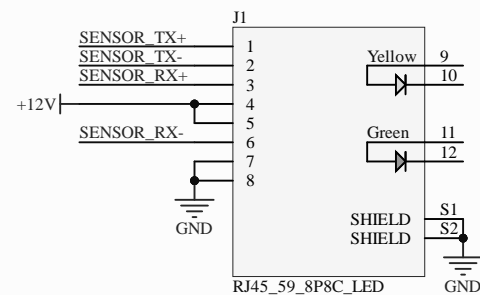 J1
SENSOR_TX+ 1
SENSOR_TX- 2
SENSOR_RX+ 3
+12V 4
5
SENSOR_RX- 6
7
8
GND
Yellow 9
10
Green 11
12
SHIELD S1
SHIELD S2
GND
RJ45_59_8P8C_LED